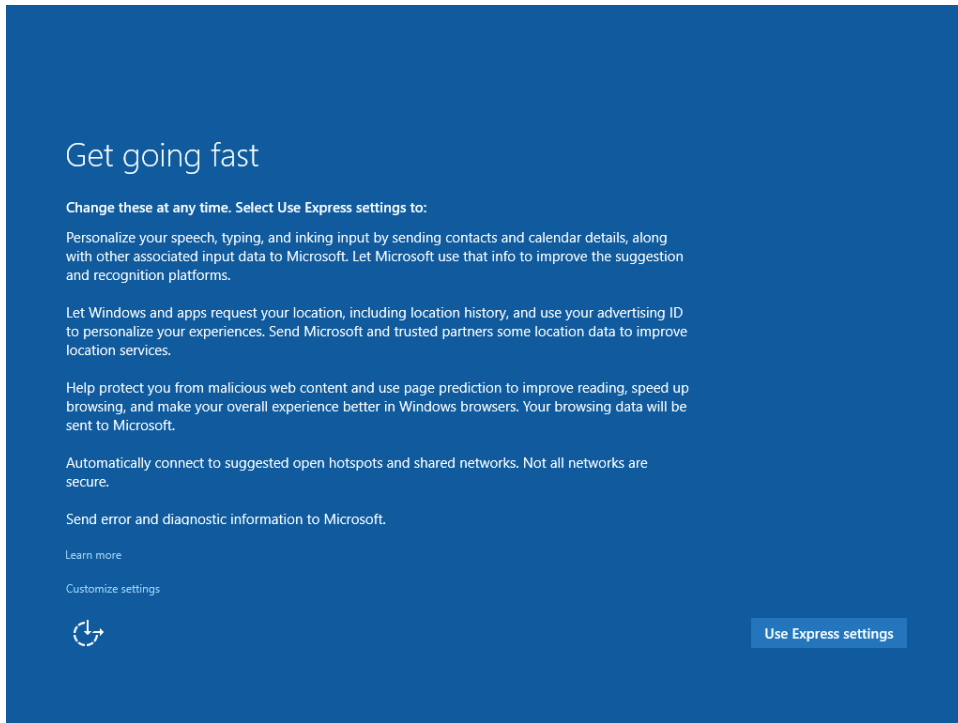 Get going fast
Change these at any time. Select Use Express settings to:
Personalize your speech, typing, and inking input by sending contacts and calendar details, along
with other associated input data to Microsoft. Let Microsoft use that info to improve the suggestion
and recognition platforms.
Let Windows and apps request your location, including location history, and use your advertising ID
to personalize your experiences. Send Microsoft and trusted partners some location data to improve
location services.
Help protect you from malicious web content and use page prediction to improve reading, speed up
browsing, and make your overall experience better in Windows browsers. Your browsing data will be
sent to Microsoft.
Automatically connect to suggested open hotspots and shared networks. Not all networks are
secure.
Send error and diagnostic information to Microsoft.
Learn more
Customize settings
Use Express settings